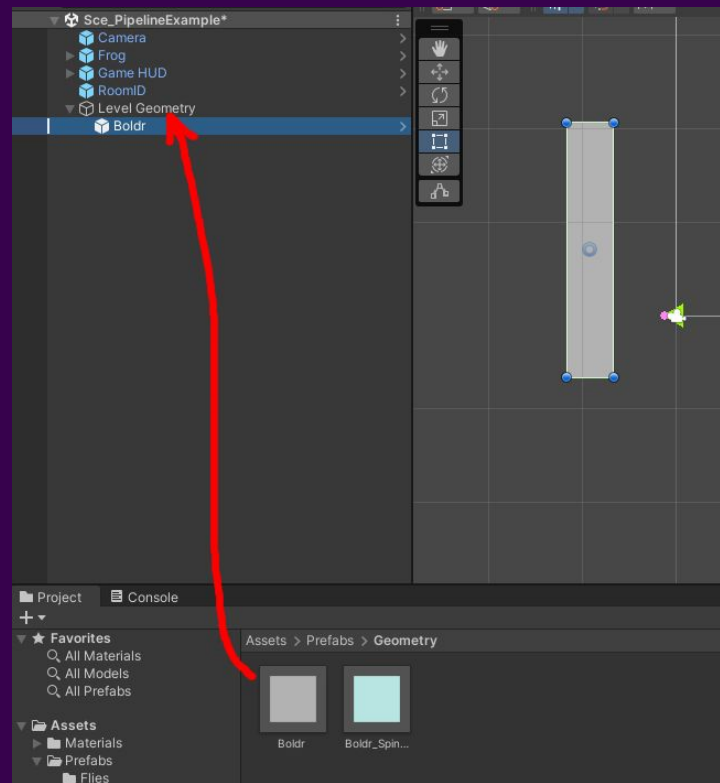 Sce_PipelineExample*
Camera
Frog
Game HUD
RoomID
Level Geometry
Boldr
Project Console
Favorites
All Materials
All Models
All Prefabs
Assets
Materials
Prefabs
Flies
Assets > Prefabs > Geometry
Boldr Boldr_Spin...